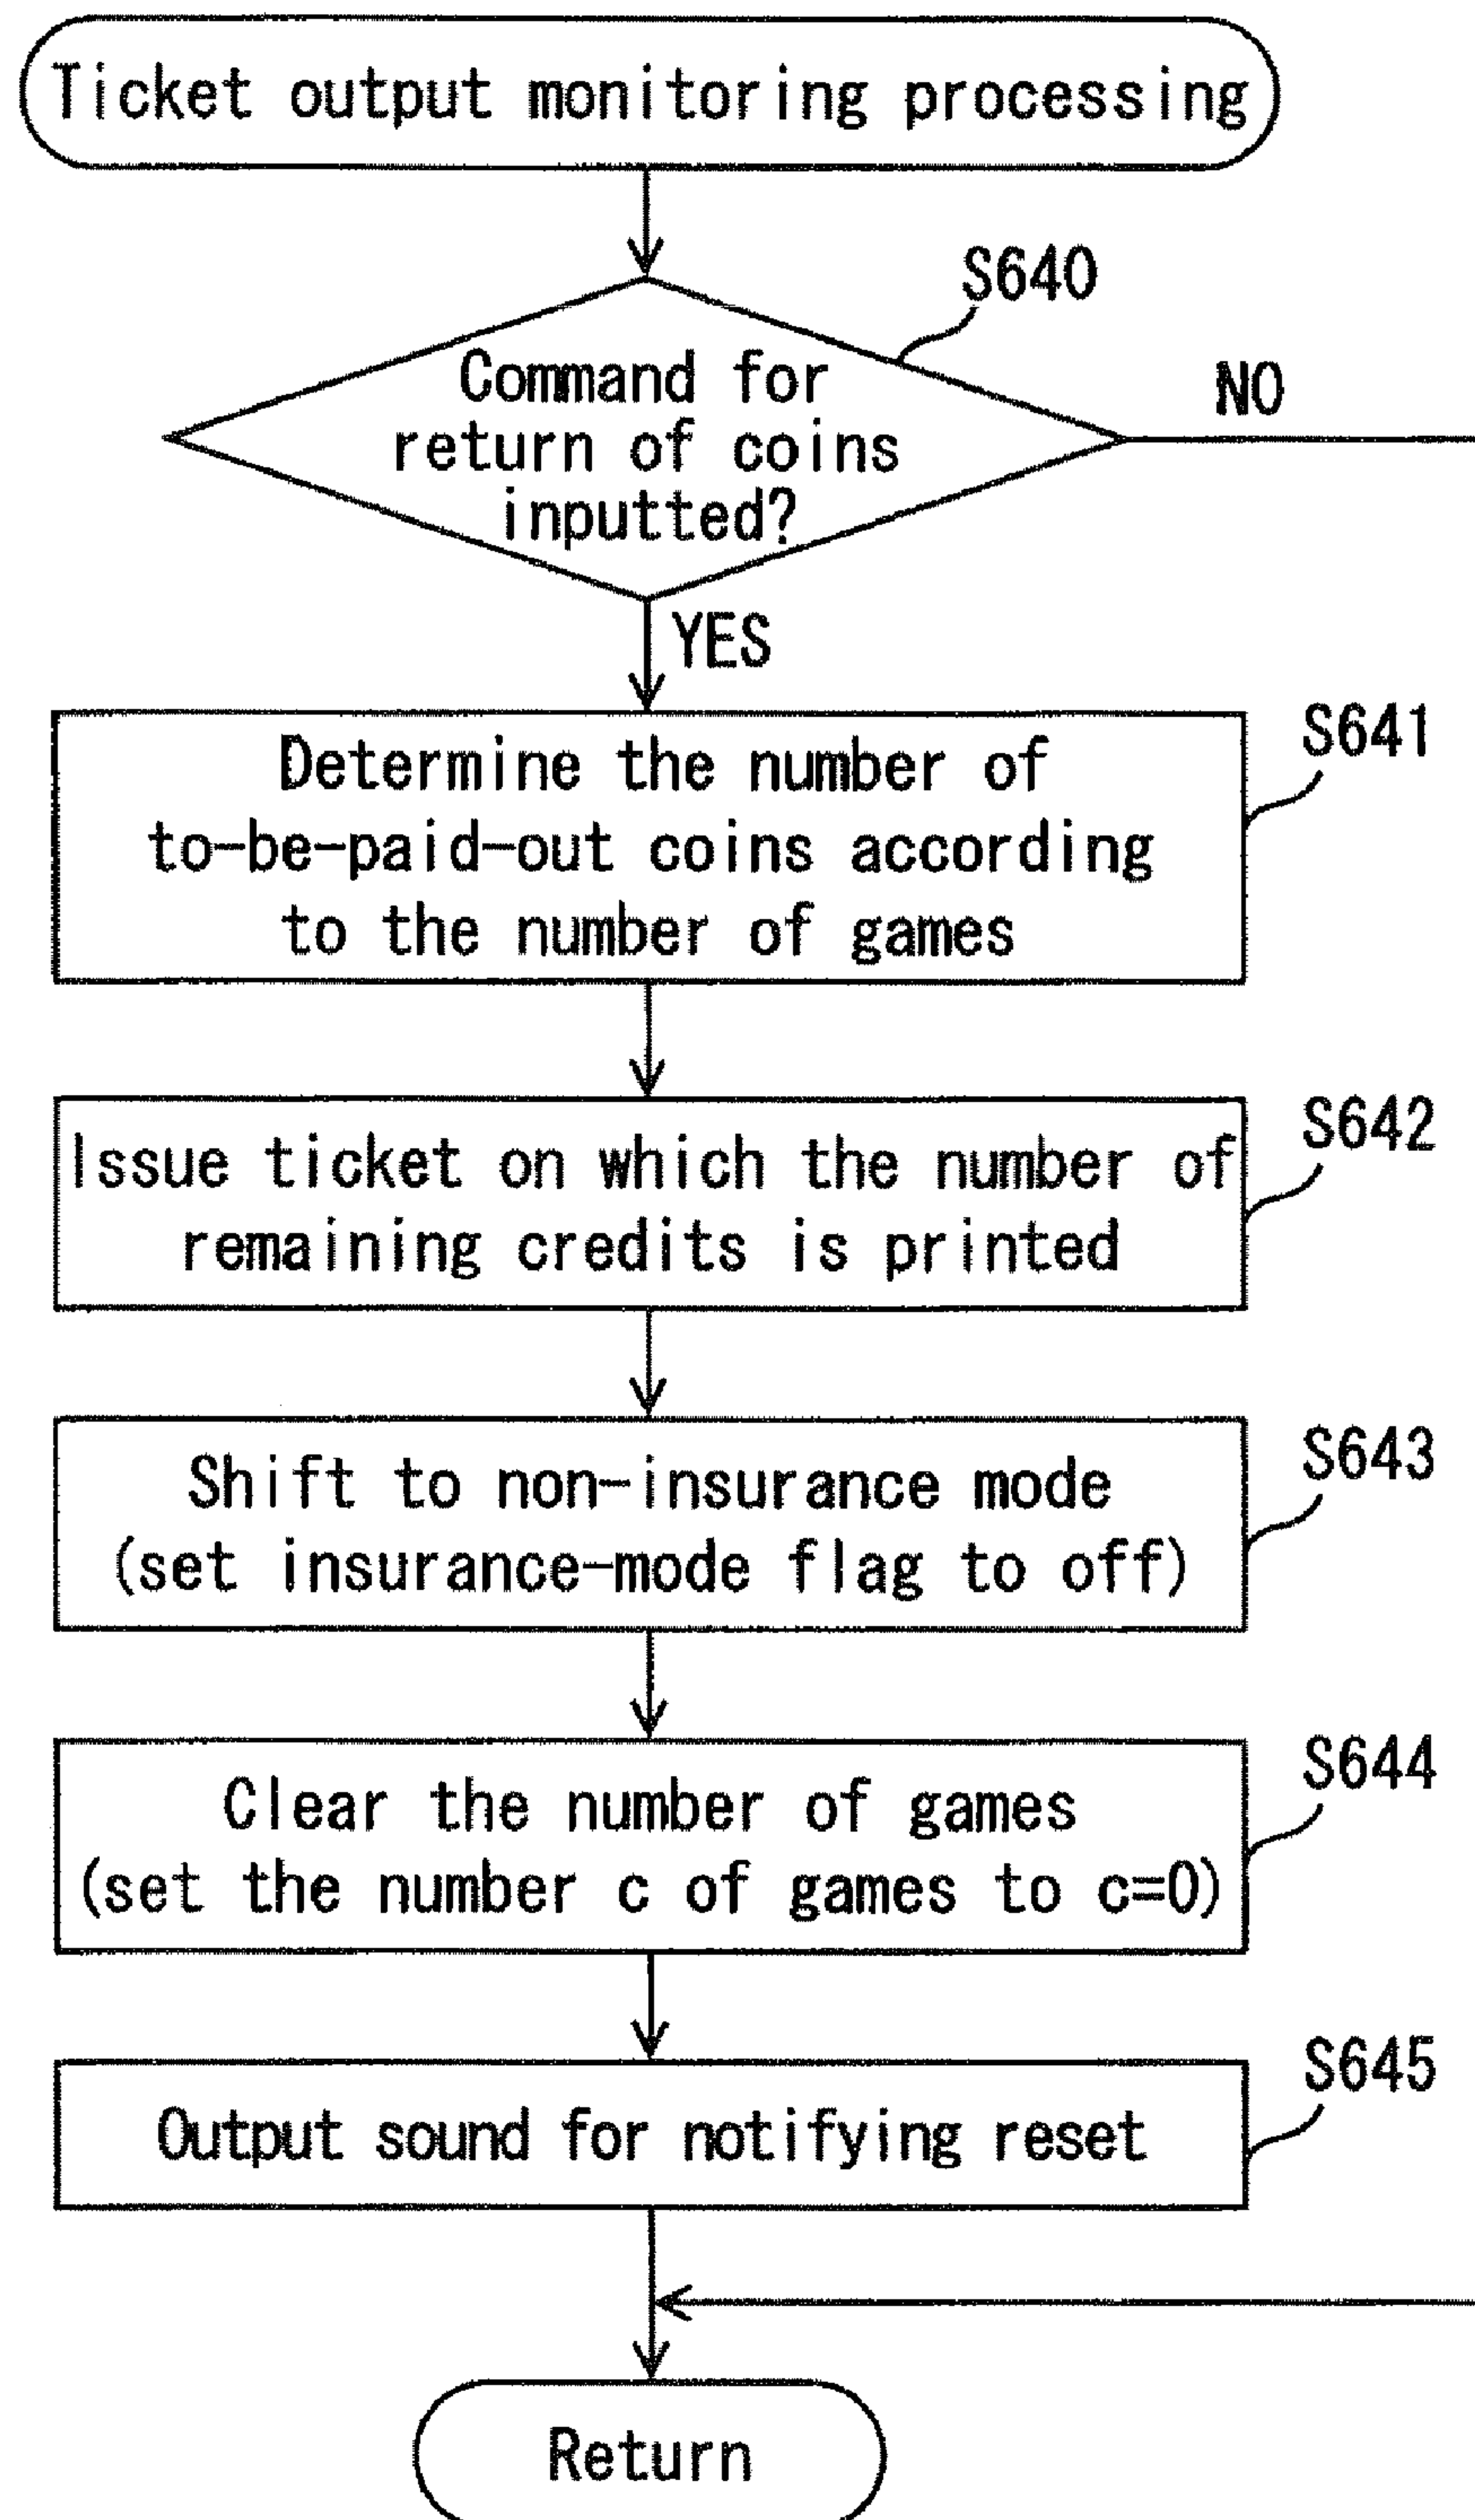 Ticket output monitoring processing
S640
Command for
return of coins
inputted?
NO
YES
S641
Determine the number of
to-be-paid-out coins according
to the number of games
S642
Issue ticket on which the number of
remaining credits is printed
S643
Shift to non-insurance mode
(set insurance-mode flag to off)
S644
Clear the number of games
(set the number c of games to c=0)
S645
Output sound for notifying reset
Return